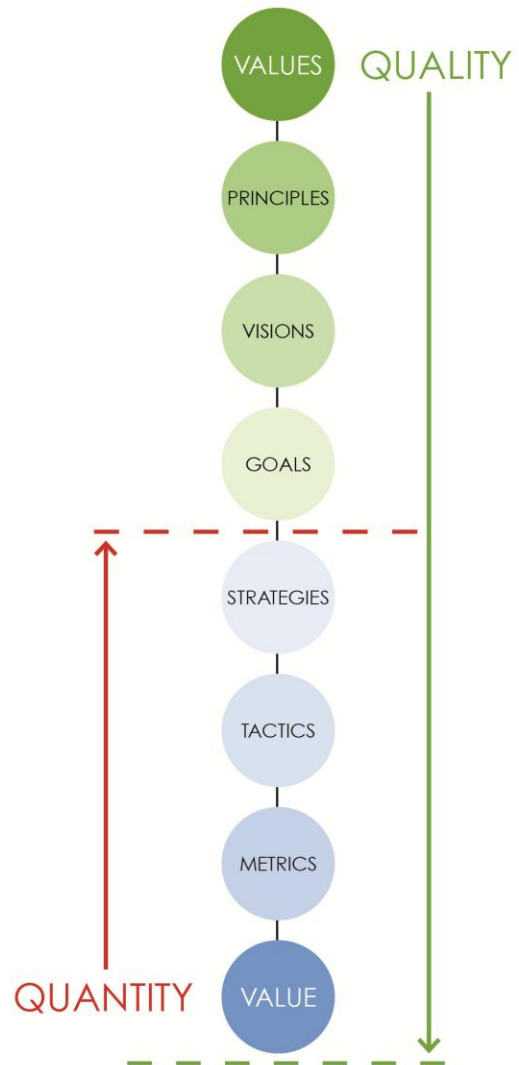 VALUES
QUALITY
PRINCIPLES
VISIONS
GOALS
STRATEGIES
TACTICS
METRICS
QUANTITY
VALUE